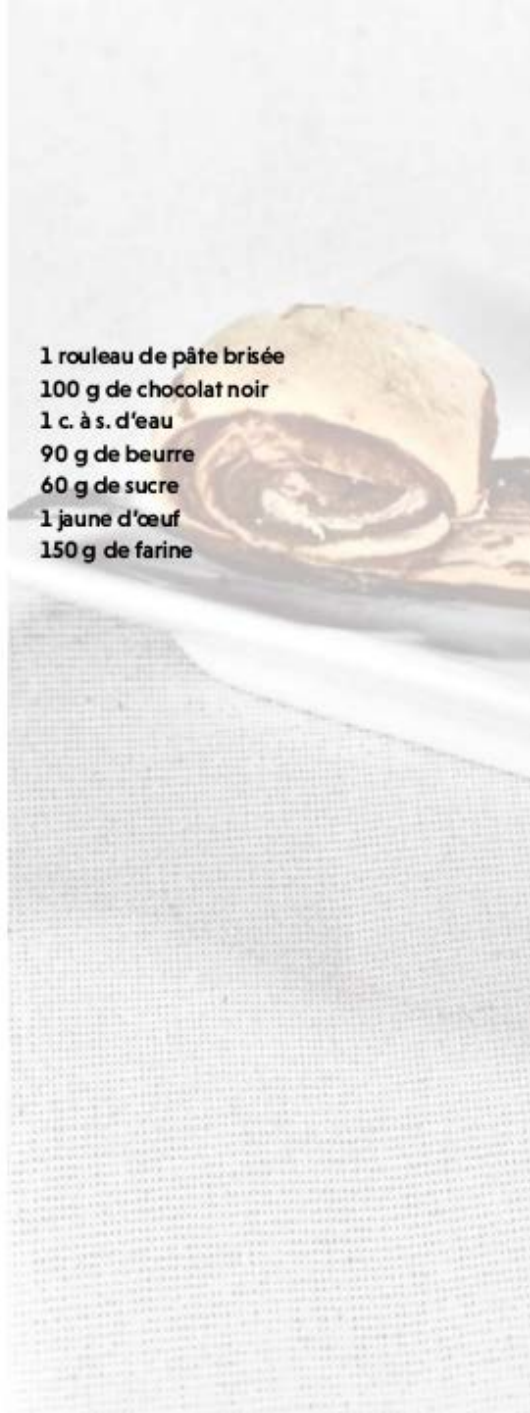 1 rouleau de pâte brisée
100 g de chocolat noir
1 c. à s. d'eau
90 g de beurre
60 g de sucre
1 jaune d'œuf
150 g de farine